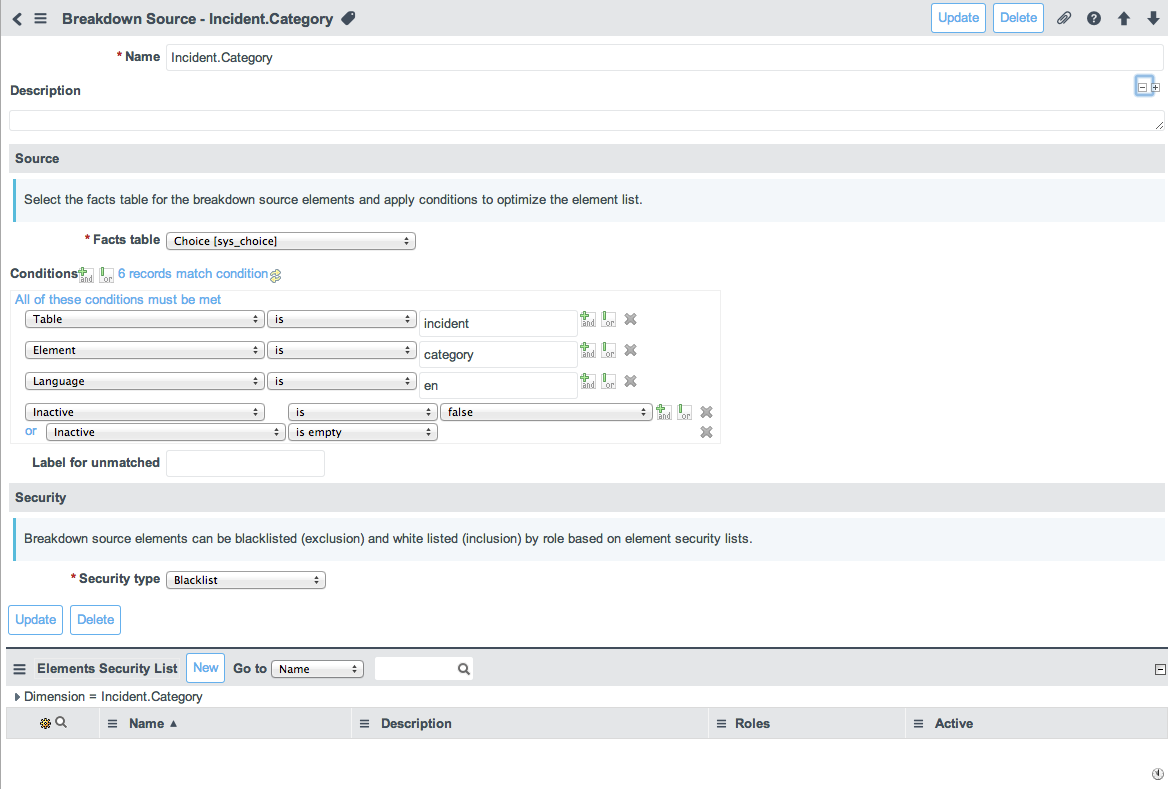 Breakdown Source - Incident.Category Update Delete
* Name Incident.Category
Description
Source
Select the facts table for the breakdown source elements and apply conditions to optimize the element list.
* Facts table Choice [sys_choice]
Conditions and or 6 records match condition
All of these conditions must be met
Table is incident and or
Element is category and or
Language is en and or
Inactive is false and or
or Inactive is empty
Label for unmatched
Security
Breakdown source elements can be blacklisted (exclusion) and white listed (inclusion) by role based on element security lists.
* Security type Blacklist
Update Delete
Elements Security List New Go to Name
Dimension = Incident.Category
Name Description Roles Active